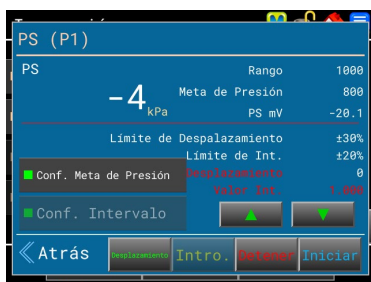 PS (P1)
PS
Rango 1000
-4 kPa
Meta de Presión 800
PS mV -20.1
Límite de Despalazamiento ±30%
Límite de Int. ±20%
Conf. Meta de Presión
Desplazamiento 0
Valor Int. 1.000
Conf. Intervalo
Atrás
Desplazamiento
Intro.
Detener
Iniciar